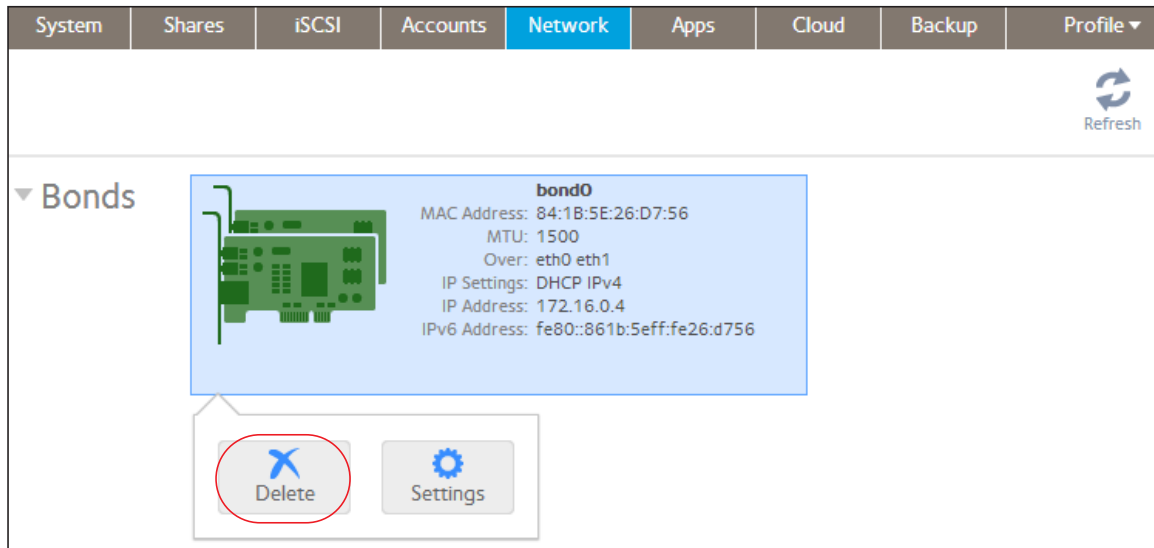 System Shares iSCSI Accounts Network Apps Cloud Backup Profile ▾
Refresh
Bonds
bond0
MAC Address: 84:1B:5E:26:D7:56
MTU: 1500
Over: eth0 eth1
IP Settings: DHCP IPv4
IP Address: 172.16.0.4
IPv6 Address: fe80::861b:5eff:fe26:d756
Delete Settings